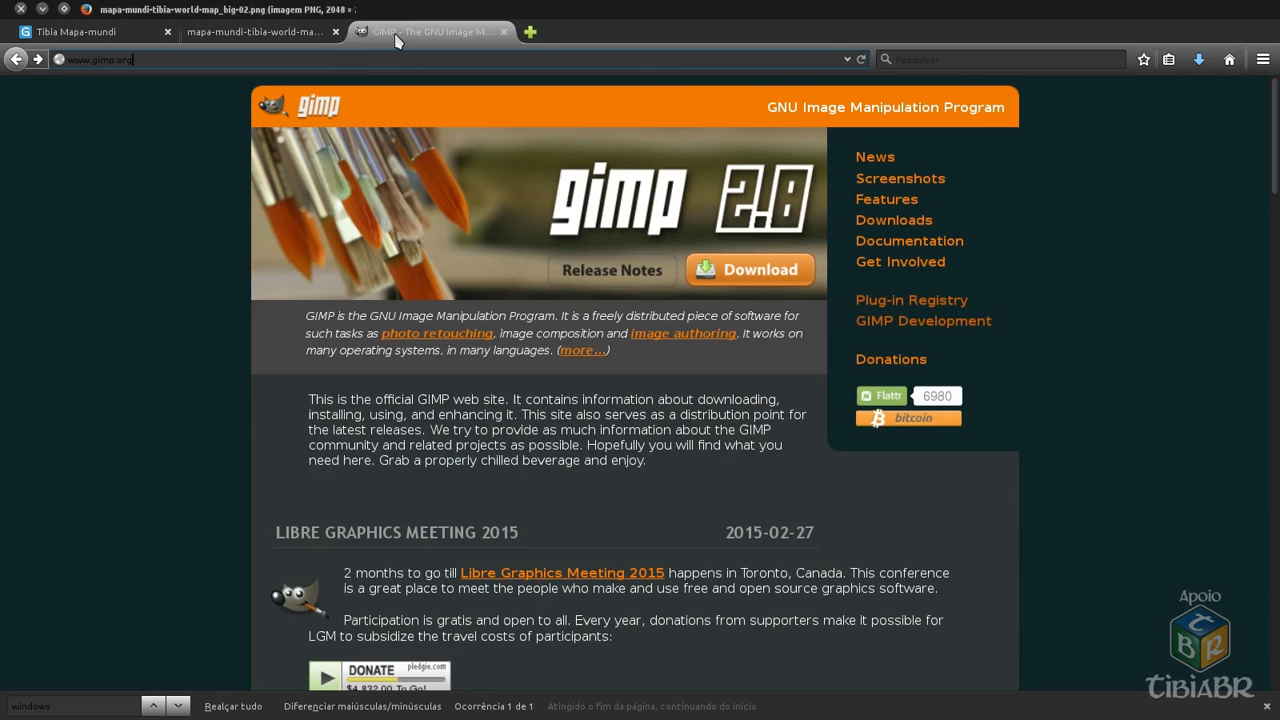 mapa-mundi-tibia-world-map_big-02.png (imagem PNG, 2048 ×
Tibia Mapa-mundi
mapa-mundi-tibia-world-ma...
GIMP - The GNU Image M...
www.gimp.org
Pesquisar
gimp
GNU Image Manipulation Program
gimp 2.8
Release Notes
Download
News
Screenshots
Features
Downloads
Documentation
Get Involved
Plug-in Registry
GIMP Development
Donations
Flattr 6980
bitcoin
GIMP is the GNU Image Manipulation Program. It is a freely distributed piece of software for
such tasks as photo retouching, image composition and image authoring. It works on
many operating systems, in many languages. (more...)
This is the official GIMP web site. It contains information about downloading,
installing, using, and enhancing it. This site also serves as a distribution point for
the latest releases. We try to provide as much information about the GIMP
community and related projects as possible. Hopefully you will find what you
need here. Grab a properly chilled beverage and enjoy.
LIBRE GRAPHICS MEETING 2015 2015-02-27
2 months to go till Libre Graphics Meeting 2015 happens in Toronto, Canada. This conference
is a great place to meet the people who make and use free and open source graphics software.
Participation is gratis and open to all. Every year, donations from supporters make it possible for
LGM to subsidize the travel costs of participants:
DONATE pledgie.com
$4,832.00 To Go!
Apoio
TBR
TIBIABR
windows
Realçar tudo
Diferenciar maiúsculas/minúsculas
Ocorrência 1 de 1
Atingido o fim da página, continuando do início